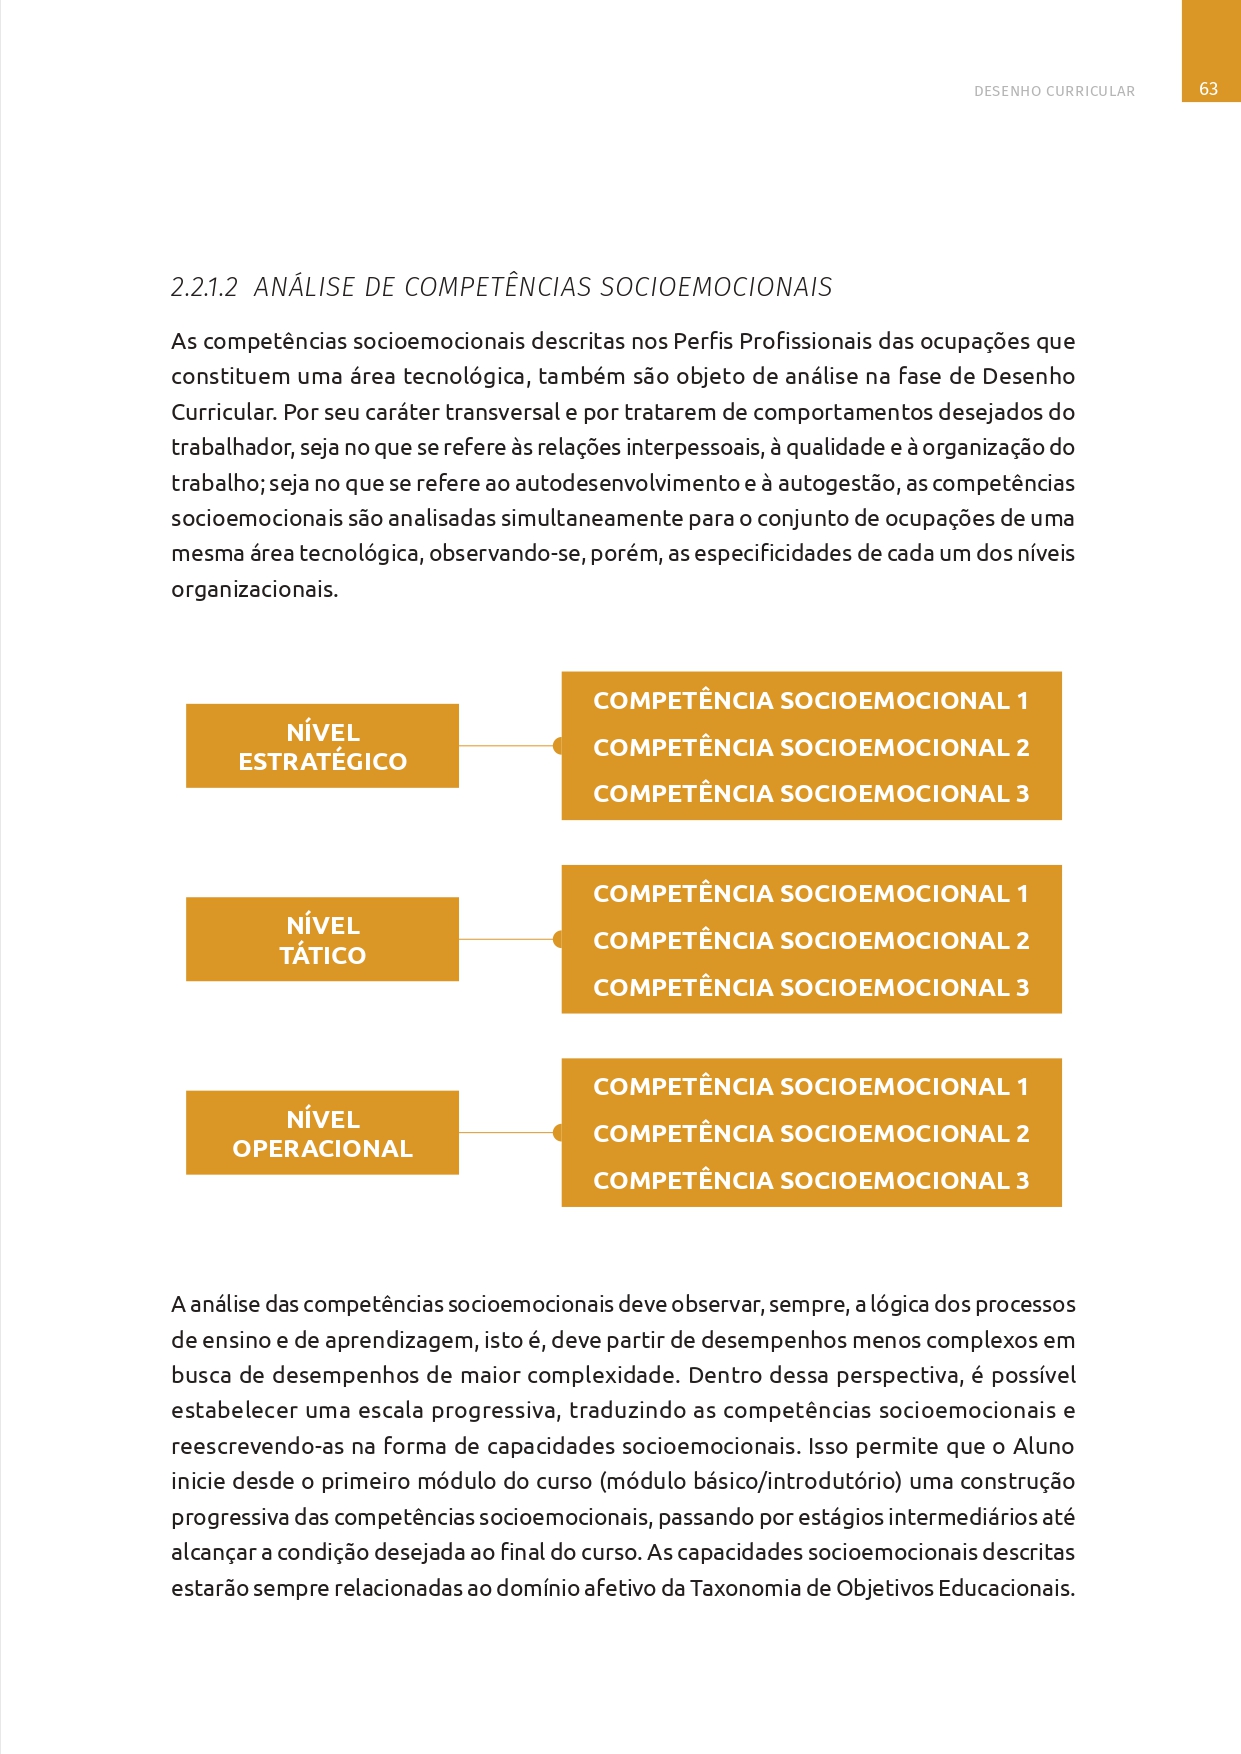 DESENHO CURRICULAR
63
2.2.1.2 ANÁLISE DE COMPETÊNCIAS SOCIOEMOCIONAIS
As competências socioemocionais descritas nos Perfis Profissionais das ocupações que
constituem uma área tecnológica, também são objeto de análise na fase de Desenho
Curricular. Por seu caráter transversal e por tratarem de comportamentos desejados do
trabalhador, seja no que se refere às relações interpessoais, à qualidade e à organização do
trabalho; seja no que se refere ao autodesenvolvimento e à autogestão, as competências
socioemocionais são analisadas simultaneamente para o conjunto de ocupações de uma
mesma área tecnológica, observando-se, porém, as especificidades de cada um dos níveis
organizacionais.
NÍVEL
ESTRATÉGICO
COMPETÊNCIA SOCIOEMOCIONAL 1
COMPETÊNCIA SOCIOEMOCIONAL 2
COMPETÊNCIA SOCIOEMOCIONAL 3
NÍVEL
TÁTICO
COMPETÊNCIA SOCIOEMOCIONAL 1
COMPETÊNCIA SOCIOEMOCIONAL 2
COMPETÊNCIA SOCIOEMOCIONAL 3
NÍVEL
OPERACIONAL
COMPETÊNCIA SOCIOEMOCIONAL 1
COMPETÊNCIA SOCIOEMOCIONAL 2
COMPETÊNCIA SOCIOEMOCIONAL 3
A análise das competências socioemocionais deve observar, sempre, a lógica dos processos
de ensino e de aprendizagem, isto é, deve partir de desempenhos menos complexos em
busca de desempenhos de maior complexidade. Dentro dessa perspectiva, é possível
estabelecer uma escala progressiva, traduzindo as competências socioemocionais e
reescrevendo-as na forma de capacidades socioemocionais. Isso permite que o Aluno
inicie desde o primeiro módulo do curso (módulo básico/introdutório) uma construção
progressiva das competências socioemocionais, passando por estágios intermediários até
alcançar a condição desejada ao final do curso. As capacidades socioemocionais descritas
estarão sempre relacionadas ao domínio afetivo da Taxonomia de Objetivos Educacionais.